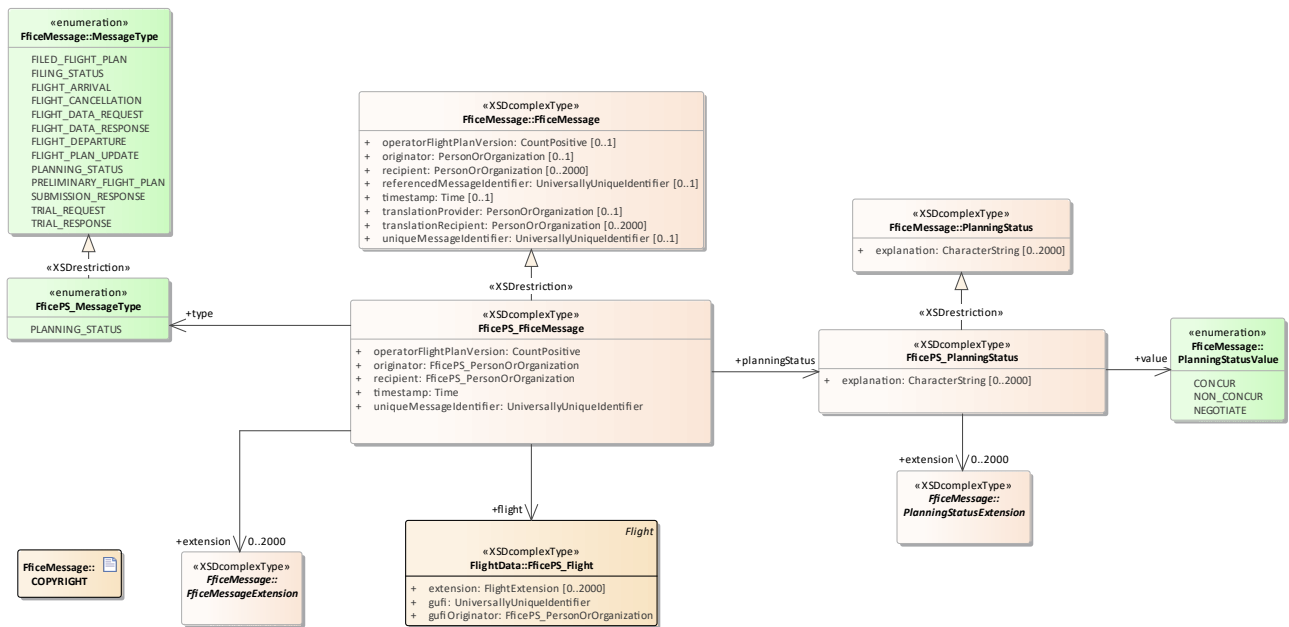 «enumeration»
FficeMessage::MessageType
FILED_FLIGHT_PLAN
FILING_STATUS
FLIGHT_ARRIVAL
FLIGHT_CANCELLATION
FLIGHT_DATA_REQUEST
FLIGHT_DATA_RESPONSE
FLIGHT_DEPARTURE
FLIGHT_PLAN_UPDATE
PLANNING_STATUS
PRELIMINARY_FLIGHT_PLAN
SUBMISSION_RESPONSE
TRIAL_REQUEST
TRIAL_RESPONSE
«XSDrestriction»
«enumeration»
FficePS_MessageType
PLANNING_STATUS
+type
«XSDcomplexType»
FficeMessage::FficeMessage
+ operatorFlightPlanVersion: CountPositive [0..1]
+ originator: PersonOrOrganization [0..1]
+ recipient: PersonOrOrganization [0..2000]
+ referencedMessageIdentifier: UniversallyUniqueIdentifier [0..1]
+ timestamp: Time [0..1]
+ translationProvider: PersonOrOrganization [0..1]
+ translationRecipient: PersonOrOrganization [0..2000]
+ uniqueMessageIdentifier: UniversallyUniqueIdentifier [0..1]
«XSDrestriction»
«XSDcomplexType»
FficePS_FficeMessage
+ operatorFlightPlanVersion: CountPositive
+ originator: FficePS_PersonOrOrganization
+ recipient: FficePS_PersonOrOrganization
+ timestamp: Time
+ uniqueMessageIdentifier: UniversallyUniqueIdentifier
+planningStatus
«XSDcomplexType»
FficeMessage::PlanningStatus
+ explanation: CharacterString [0..2000]
«XSDrestriction»
«XSDcomplexType»
FficePS_PlanningStatus
+ explanation: CharacterString [0..2000]
+value
«enumeration»
FficeMessage::
PlanningStatusValue
CONCUR
NON_CONCUR
NEGOTIATE
+extension 0..2000
«XSDcomplexType»
FficeMessage::
PlanningStatusExtension
+flight
Flight
«XSDcomplexType»
FlightData::FficePS_Flight
+ extension: FlightExtension [0..2000]
+ gufi: UniversallyUniqueIdentifier
+ gufiOriginator: FficePS_PersonOrOrganization
+extension 0..2000
«XSDcomplexType»
FficeMessage::
FficeMessageExtension
FficeMessage::
COPYRIGHT